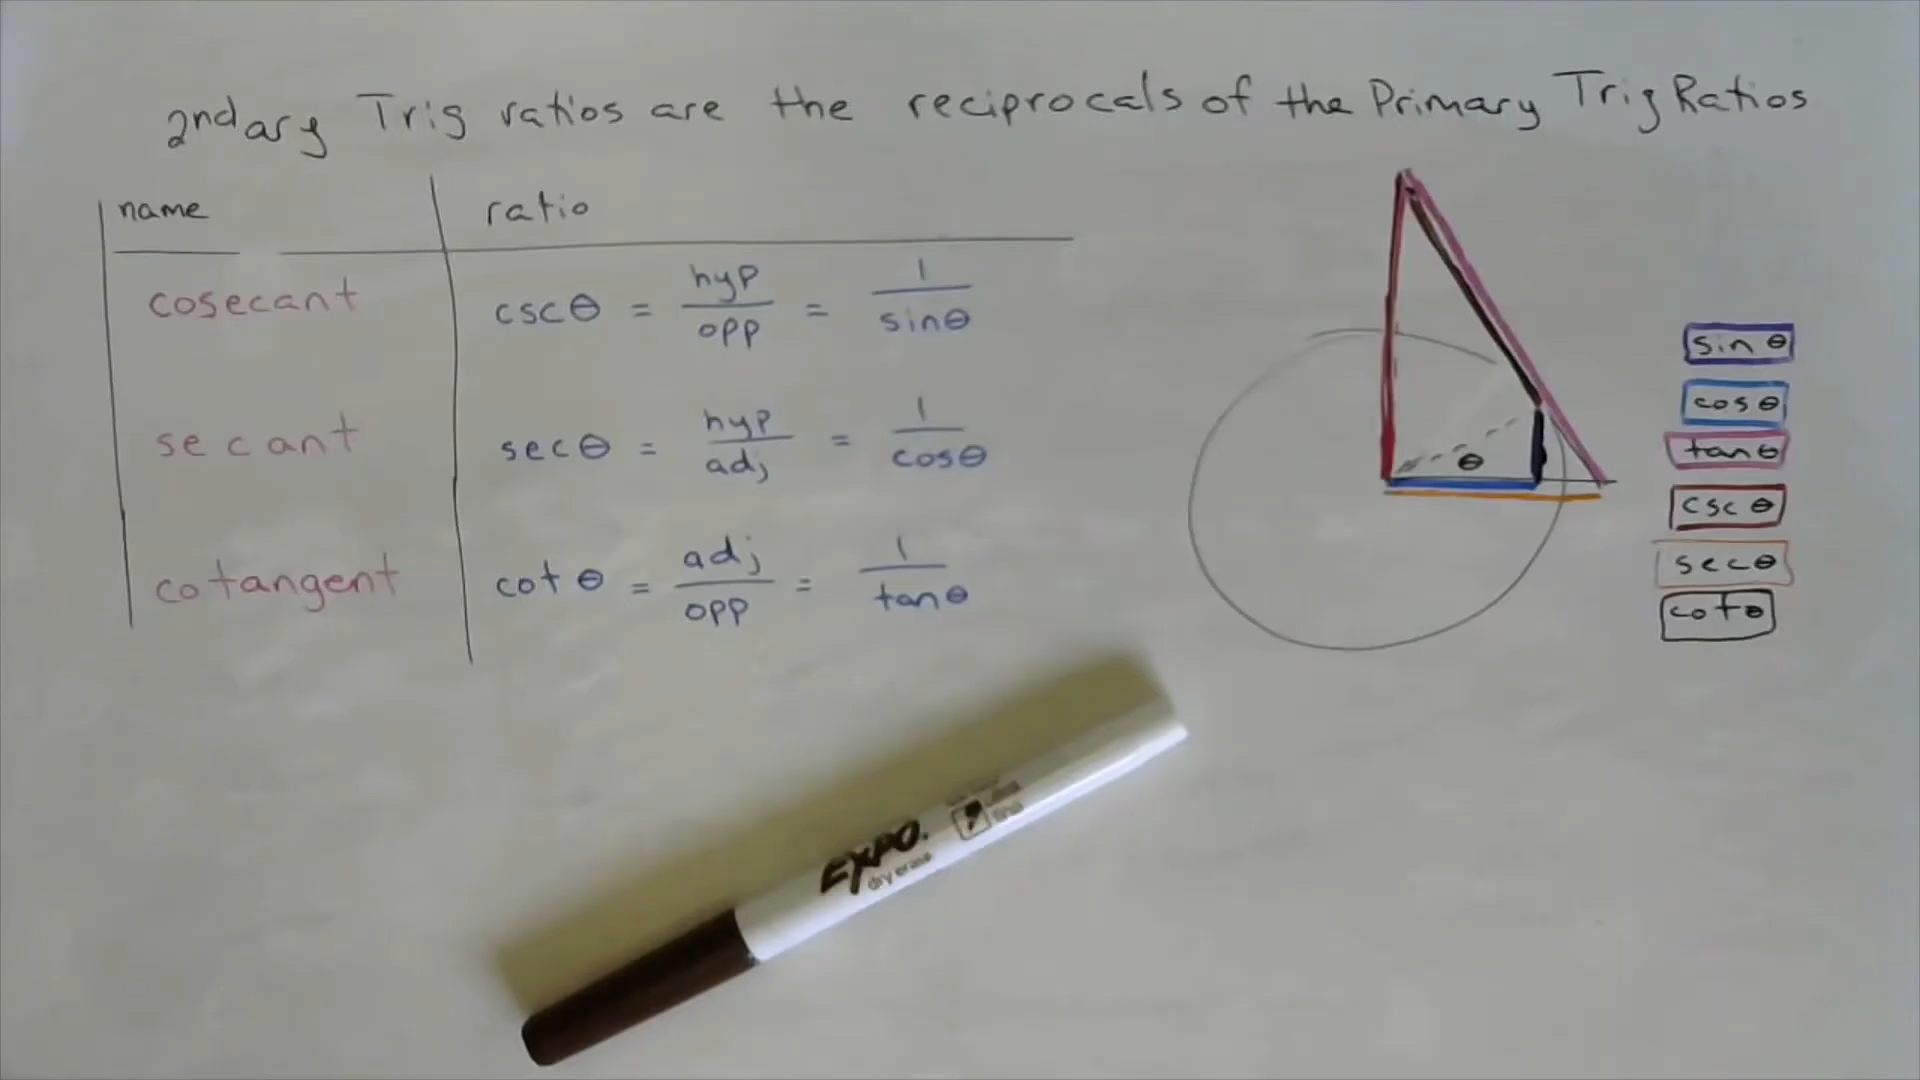 2ndary Trig ratios are the reciprocals of the Primary Trig Ratios
name ratio
cosecant cscθ = hyp/opp = 1/sinθ
secant secθ = hyp/adj = 1/cosθ
cotangent cotθ = adj/opp = 1/tanθ
θ
sin θ
cosθ
tanθ
csc θ
secθ
cotθ
EXPO.
dry erase